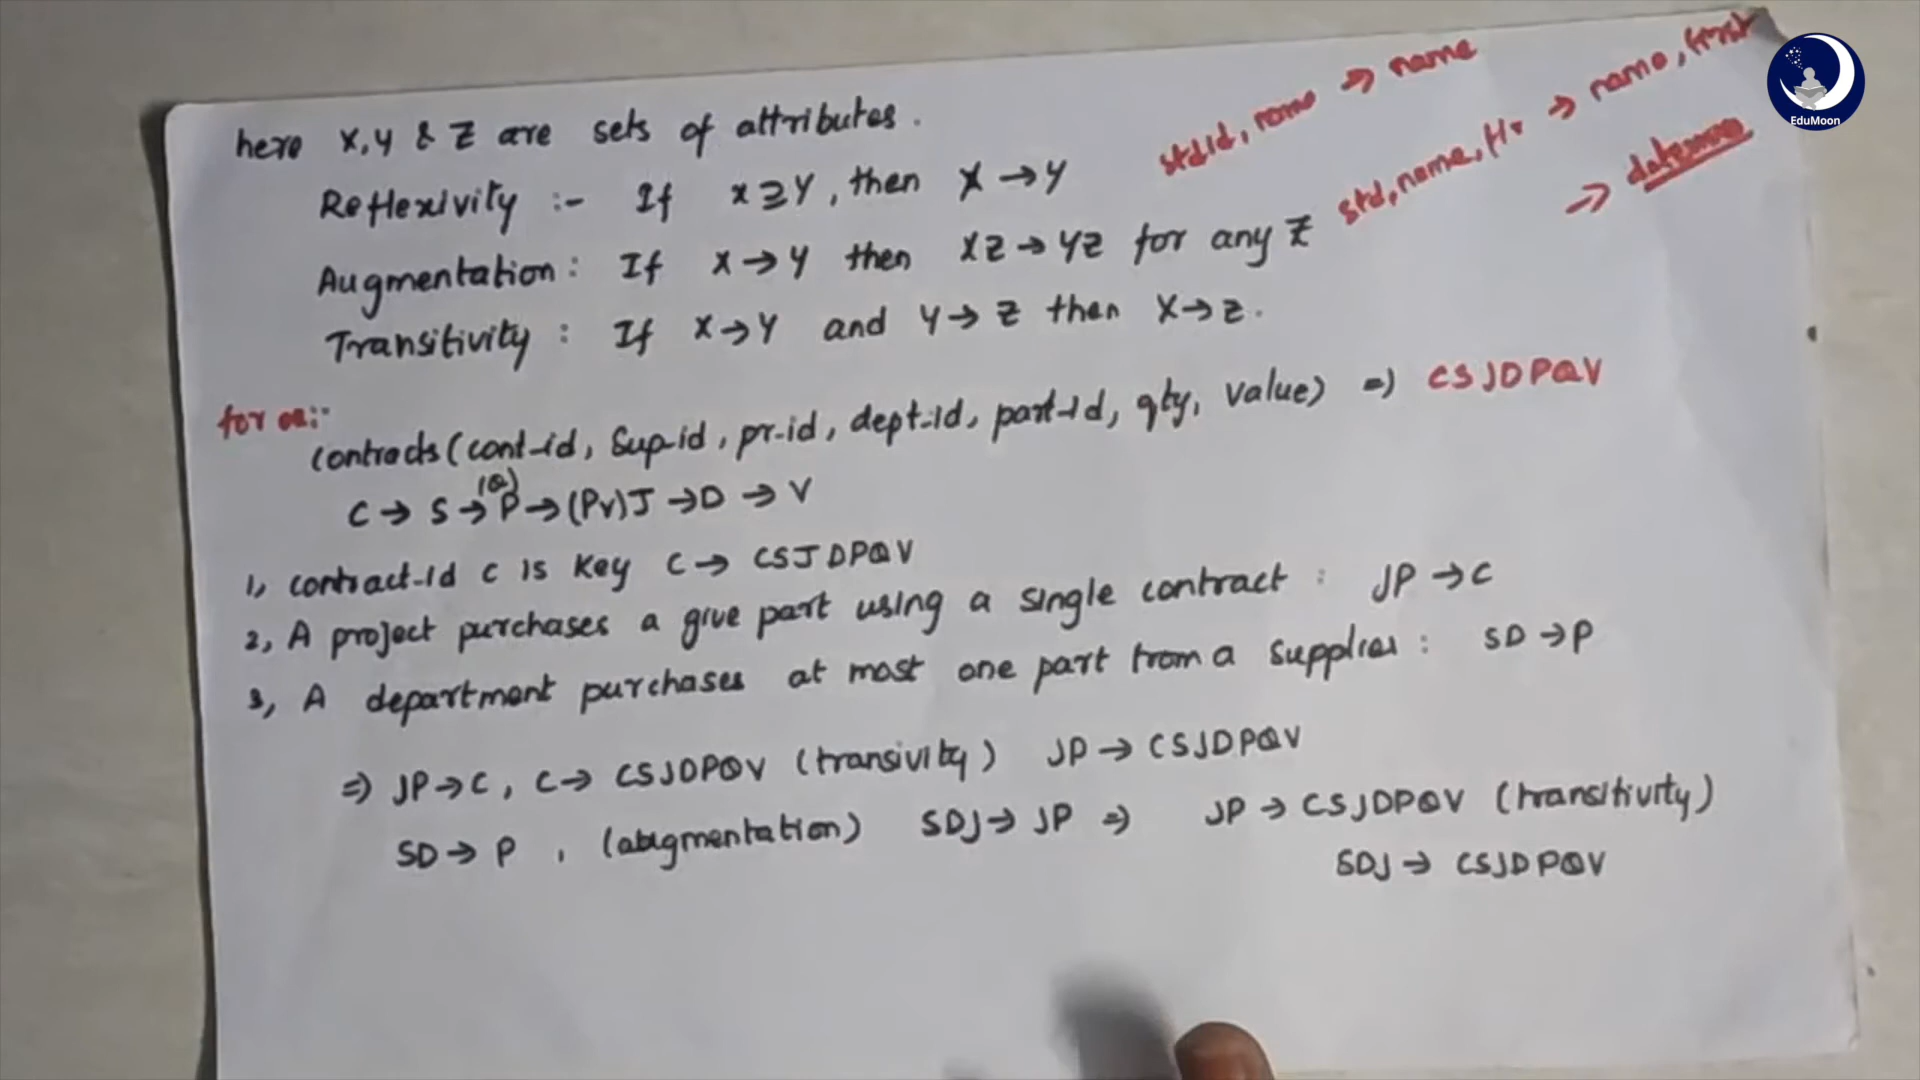 here X, Y & Z are sets of attributes.
Reflexivity :- If X ⊇ Y, then X → Y
stdid, name → name
Augmentation : If X → Y then XZ → YZ for any Z
std, name, Hr → name, first
→
Transitivity : If X → Y and Y → Z then X → Z.
for ex:-
Contracts (cont-id, Sup-id, pr-id, dept-id, part-id, qty, value) ⇒ CSJDPQV
C → S → (Q) P → (Pr) J → D → V
1, contract-id C is Key C → CSJDPQV
2, A project purchases a give part using a single contract : JP → C
3, A department purchases at most one part from a supplier : SD → P
⇒ JP → C, C → CSJDPQV (transivity) JP → CSJDPQV
SD → P , (augmentation) SDJ → JP ⇒ JP → CSJDPQV (transitivity)
SDJ → CSJDPQV
EduMoon